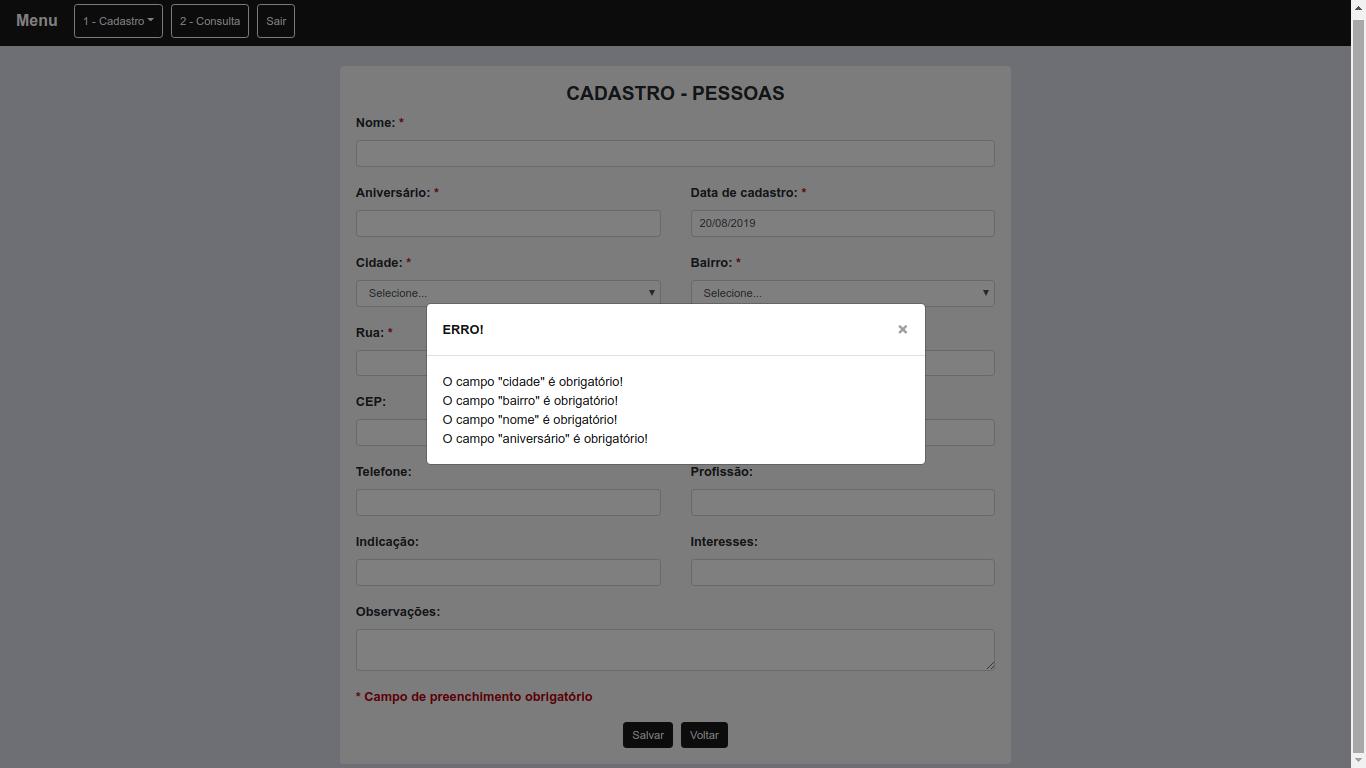 Menu 1 - Cadastro 2 - Consulta Sair
CADASTRO - PESSOAS
Nome: *
Aniversário: * Data de cadastro: *
20/08/2019
Cidade: * Bairro: *
Selecione... Selecione...
Rua: *
ERRO! ×
O campo "cidade" é obrigatório!
O campo "bairro" é obrigatório!
O campo "nome" é obrigatório!
O campo "aniversário" é obrigatório!
CEP:
Telefone: Profissão:
Indicação: Interesses:
Observações:
* Campo de preenchimento obrigatório
Salvar Voltar